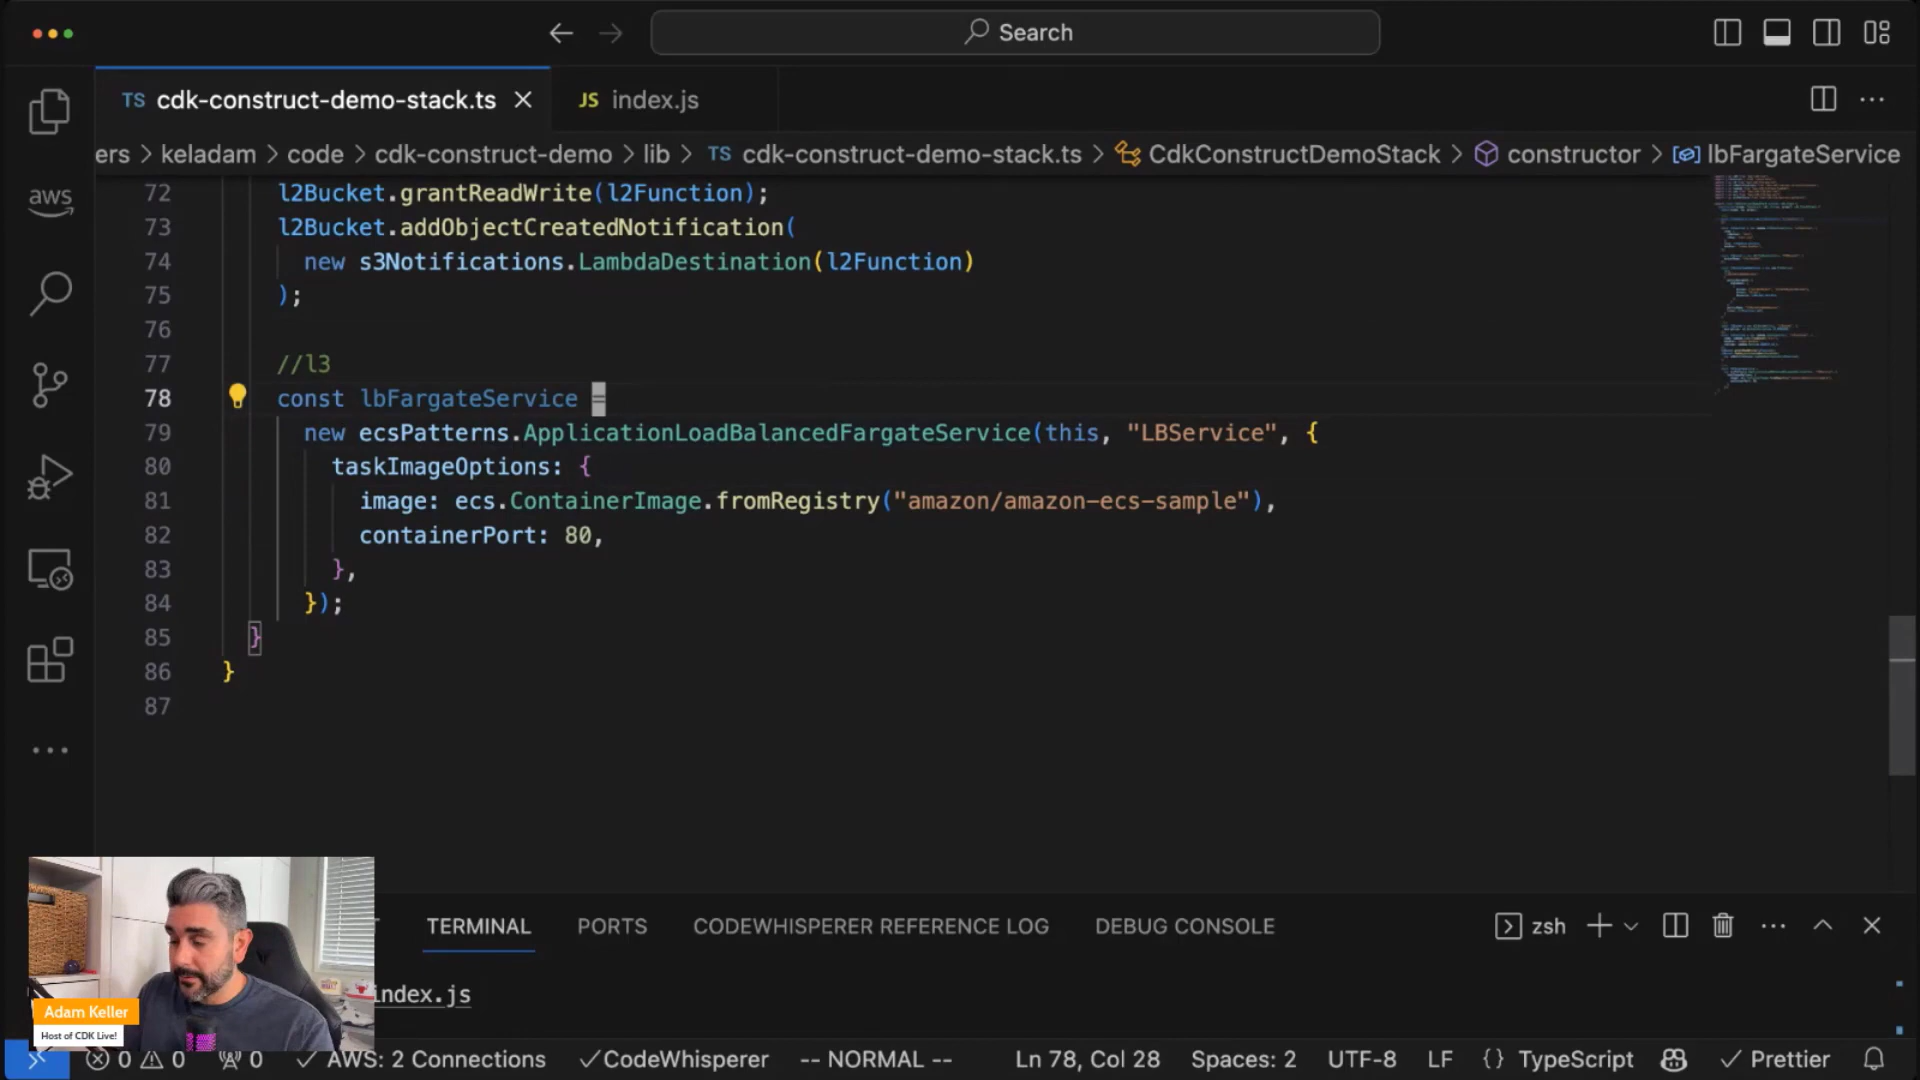 Search
TS cdk-construct-demo-stack.ts
JS index.js
ers > keladam > code > cdk-construct-demo > lib > TS cdk-construct-demo-stack.ts > CdkConstructDemoStack > constructor > lbFargateService
aws
72 l2Bucket.grantReadWrite(l2Function);
73 l2Bucket.addObjectCreatedNotification(
74 new s3Notifications.LambdaDestination(l2Function)
75 );
76
77 //l3
78 const lbFargateService =
79 new ecsPatterns.ApplicationLoadBalancedFargateService(this, "LBService", {
80 taskImageOptions: {
81 image: ecs.ContainerImage.fromRegistry("amazon/amazon-ecs-sample"),
82 containerPort: 80,
83 },
84 });
85 }
86 }
87
TERMINAL PORTS CODEWHISPERER REFERENCE LOG DEBUG CONSOLE zsh
index.js
Adam Keller
Host of CDK Live!
0 0 0 AWS: 2 Connections CodeWhisperer -- NORMAL -- Ln 78, Col 28 Spaces: 2 UTF-8 LF {} TypeScript Prettier